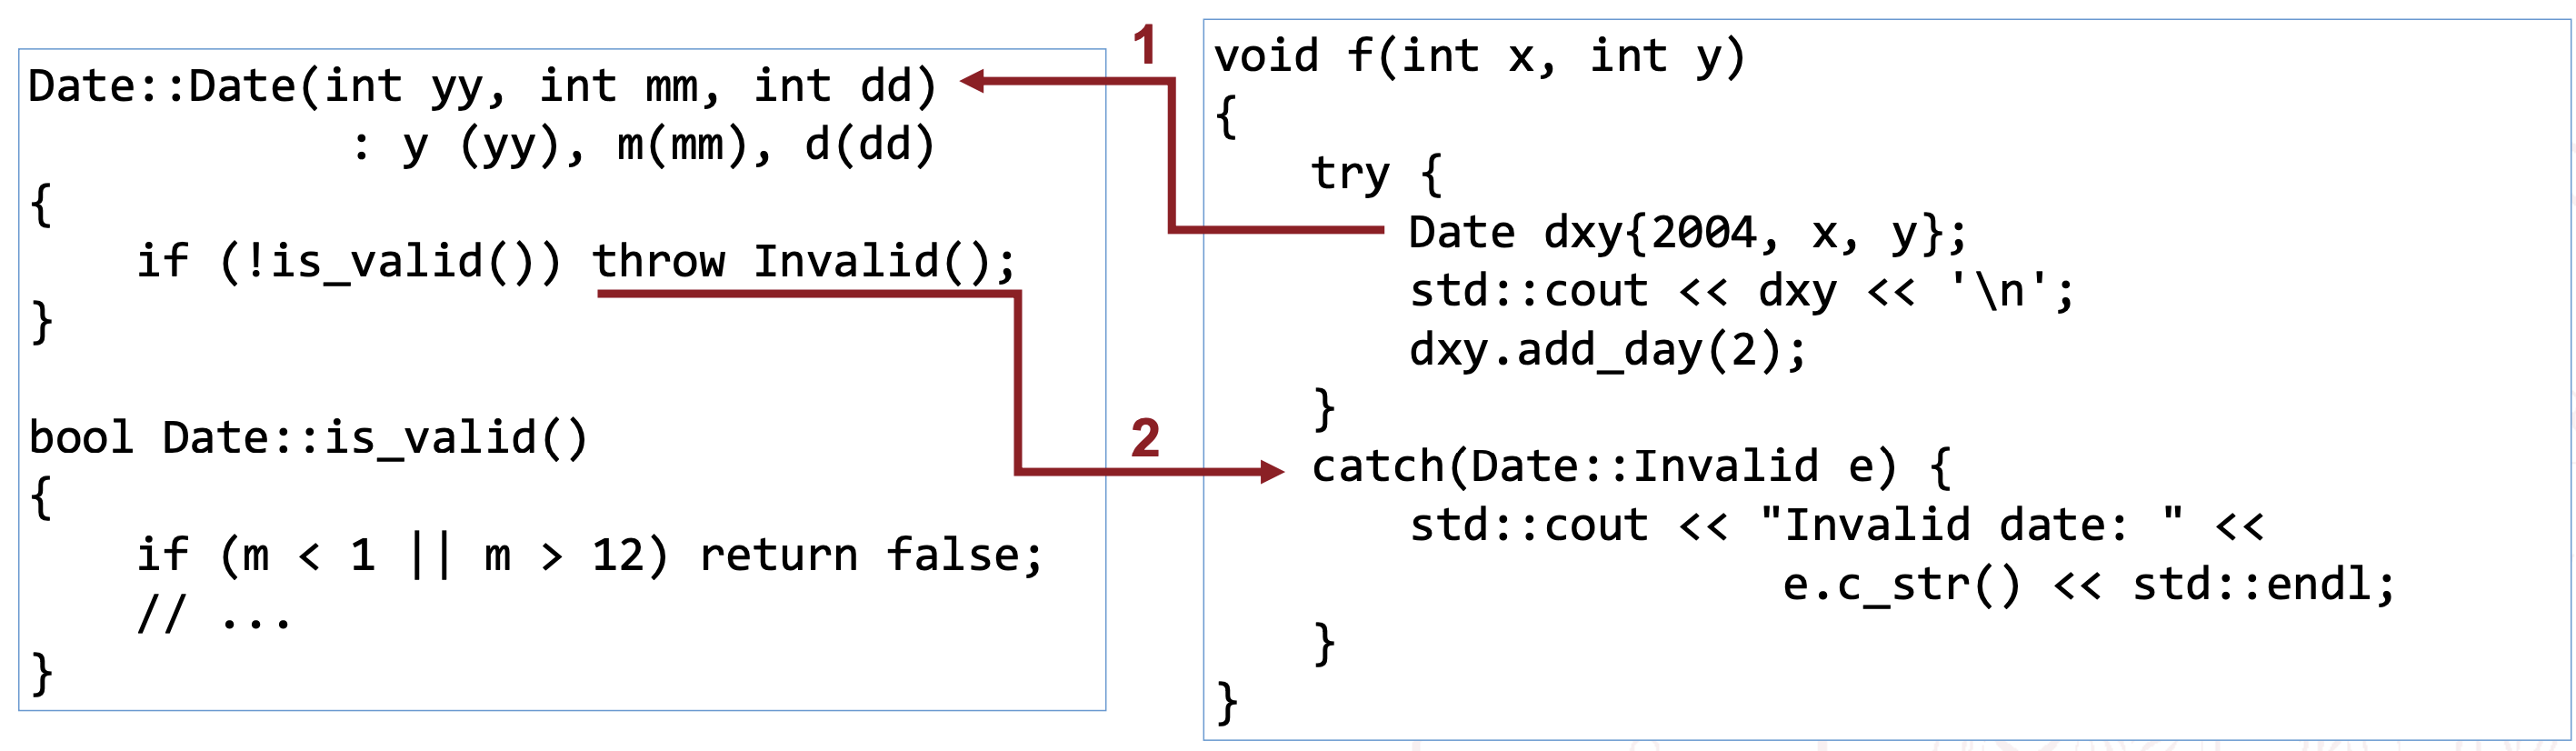 Date::Date(int yy, int mm, int dd)
: y (yy), m(mm), d(dd)
{
if (!is_valid()) throw Invalid();
}
bool Date::is_valid()
{
if (m < 1 || m > 12) return false;
// ...
}
1
2
void f(int x, int y)
{
try {
Date dxy{2004, x, y};
std::cout << dxy << '\n';
dxy.add_day(2);
}
catch(Date::Invalid e) {
std::cout << "Invalid date: " <<
e.c_str() << std::endl;
}
}